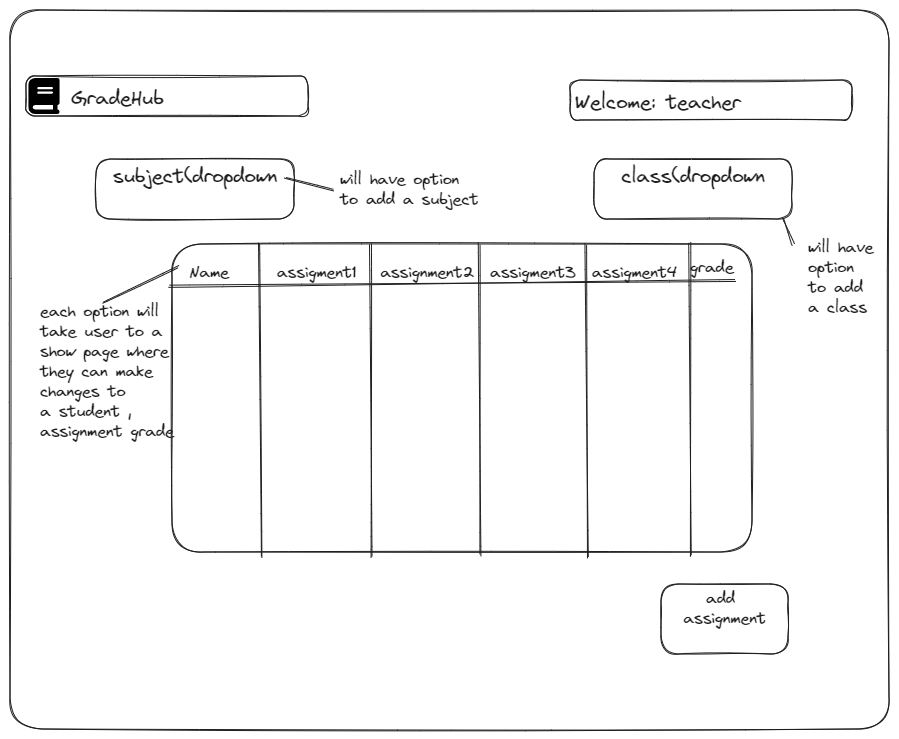 GradeHub
Welcome: teacher
subject(dropdown
will have option
to add a subject
class(dropdown
will have
option
to add
a class
Name
assigment1
assignment2
assigment3
assigment4
grade
each option will
take user to a
show page where
they can make
changes to
a student ,
assignment grade
add
assignment